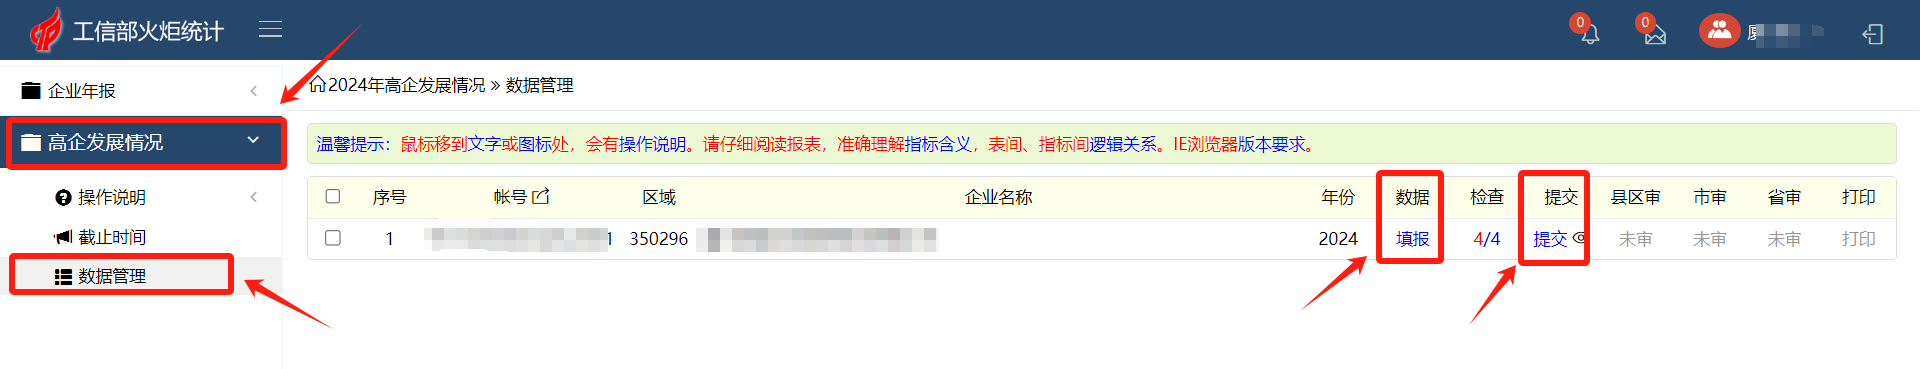 工信部火炬统计
0
0
厦
企业年报
2024年高企发展情况 » 数据管理
高企发展情况
温馨提示：鼠标移到文字或图标处，会有操作说明。请仔细阅读报表，准确理解指标含义，表间、指标间逻辑关系。IE浏览器版本要求。
操作说明
截止时间
数据管理
序号 帐号 区域 企业名称 年份 数据 检查 提交 县区审 市审 省审 打印
1 1 350296 2024 填报 4/4 提交 未审 未审 未审 打印